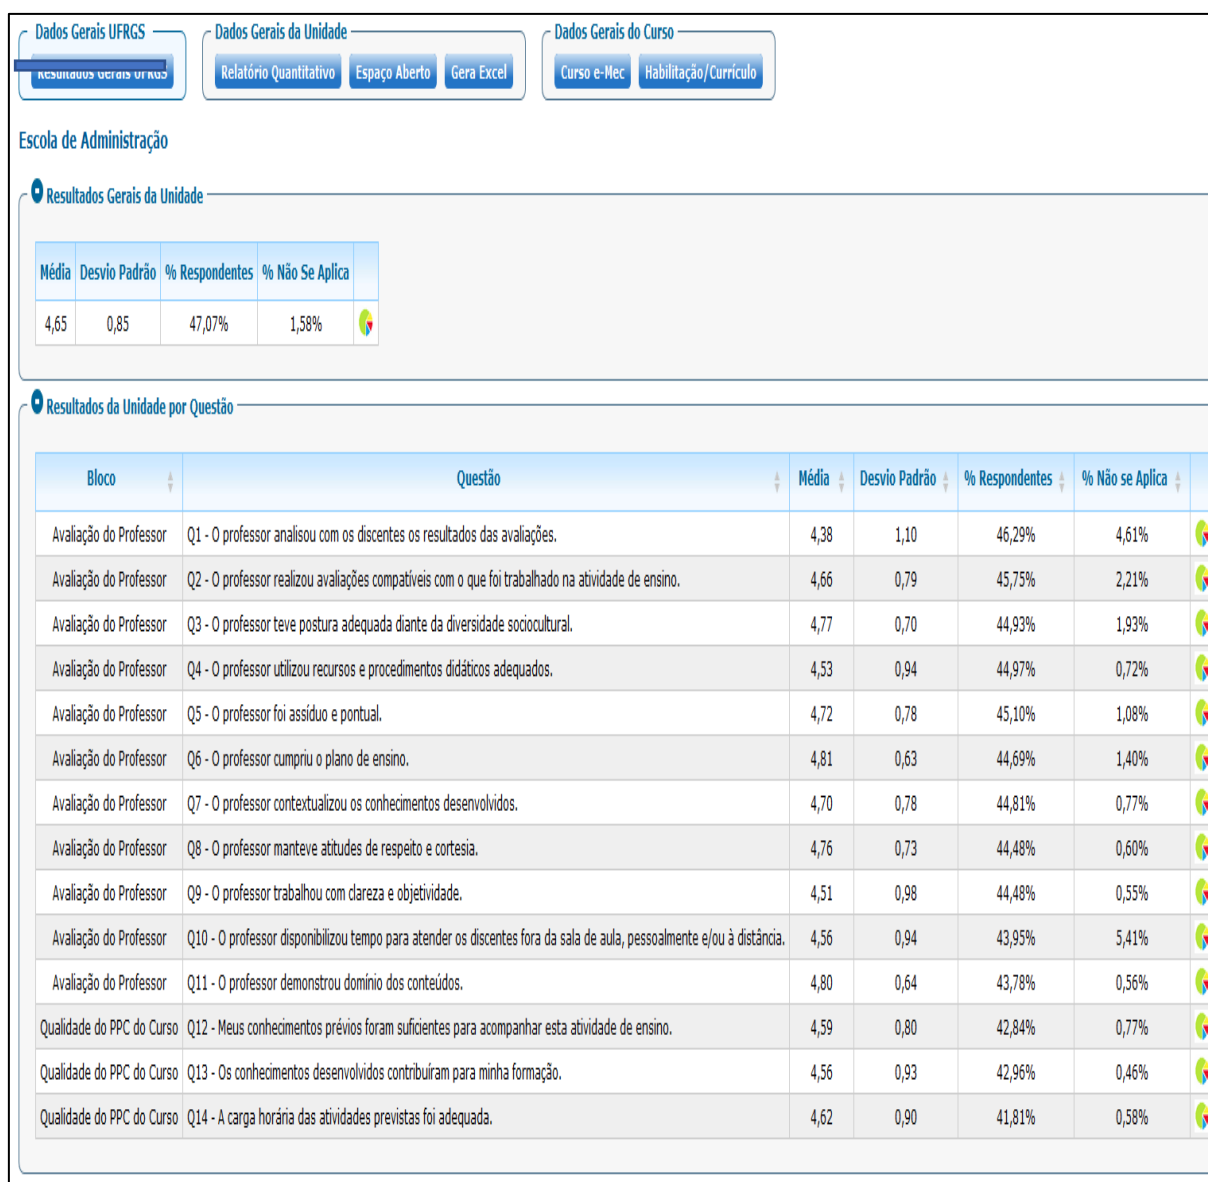 Dados Gerais UFRGS
Resultados Gerais UFRGS
Dados Gerais da Unidade
Relatório Quantitativo Espaço Aberto Gera Excel
Dados Gerais do Curso
Curso e-Mec Habilitação/Currículo
Escola de Administração
Resultados Gerais da Unidade
Média Desvio Padrão % Respondentes % Não Se Aplica
4,65 0,85 47,07% 1,58%
Resultados da Unidade por Questão
Bloco Questão Média Desvio Padrão % Respondentes % Não se Aplica
Avaliação do Professor Q1 - O professor analisou com os discentes os resultados das avaliações. 4,38 1,10 46,29% 4,61%
Avaliação do Professor Q2 - O professor realizou avaliações compatíveis com o que foi trabalhado na atividade de ensino. 4,66 0,79 45,75% 2,21%
Avaliação do Professor Q3 - O professor teve postura adequada diante da diversidade sociocultural. 4,77 0,70 44,93% 1,93%
Avaliação do Professor Q4 - O professor utilizou recursos e procedimentos didáticos adequados. 4,53 0,94 44,97% 0,72%
Avaliação do Professor Q5 - O professor foi assíduo e pontual. 4,72 0,78 45,10% 1,08%
Avaliação do Professor Q6 - O professor cumpriu o plano de ensino. 4,81 0,63 44,69% 1,40%
Avaliação do Professor Q7 - O professor contextualizou os conhecimentos desenvolvidos. 4,70 0,78 44,81% 0,77%
Avaliação do Professor Q8 - O professor manteve atitudes de respeito e cortesia. 4,76 0,73 44,48% 0,60%
Avaliação do Professor Q9 - O professor trabalhou com clareza e objetividade. 4,51 0,98 44,48% 0,55%
Avaliação do Professor Q10 - O professor disponibilizou tempo para atender os discentes fora da sala de aula, pessoalmente e/ou à distância. 4,56 0,94 43,95% 5,41%
Avaliação do Professor Q11 - O professor demonstrou domínio dos conteúdos. 4,80 0,64 43,78% 0,56%
Qualidade do PPC do Curso Q12 - Meus conhecimentos prévios foram suficientes para acompanhar esta atividade de ensino. 4,59 0,80 42,84% 0,77%
Qualidade do PPC do Curso Q13 - Os conhecimentos desenvolvidos contribuíram para minha formação. 4,56 0,93 42,96% 0,46%
Qualidade do PPC do Curso Q14 - A carga horária das atividades previstas foi adequada. 4,62 0,90 41,81% 0,58%